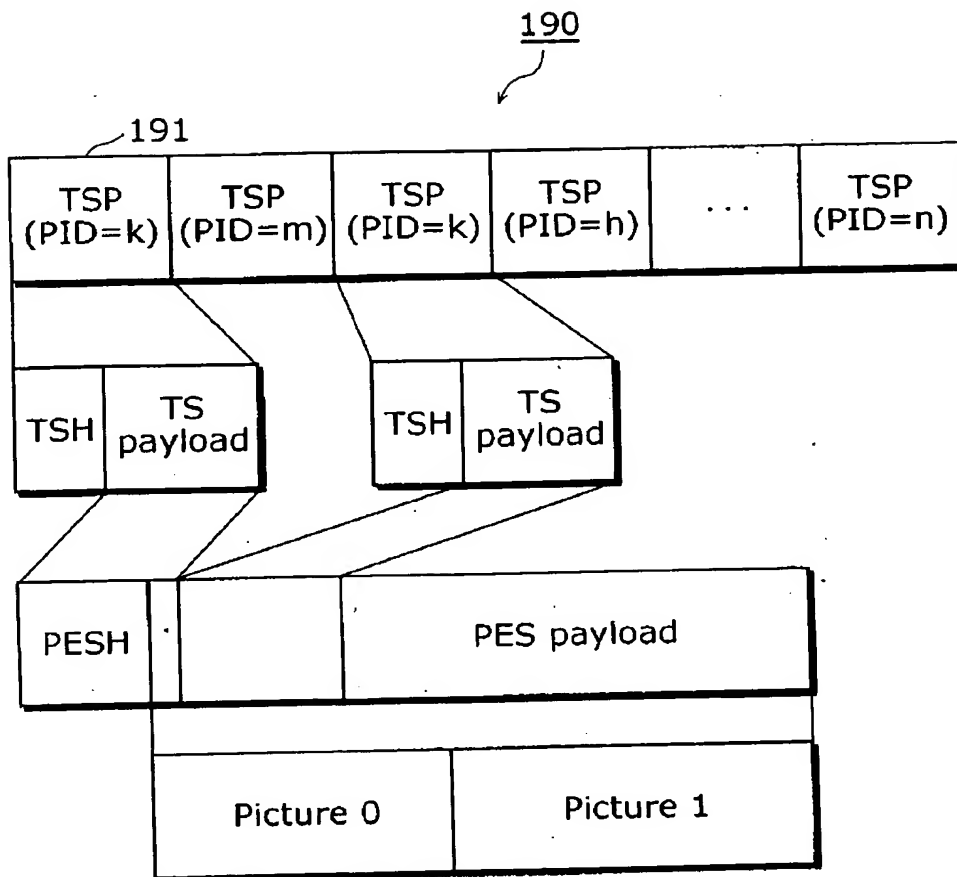 190
191
TSP (PID=k) TSP (PID=m) TSP (PID=k) TSP (PID=h) ... TSP (PID=n)
TSH TS payload TSH TS payload
PESH PES payload
Picture 0 Picture 1